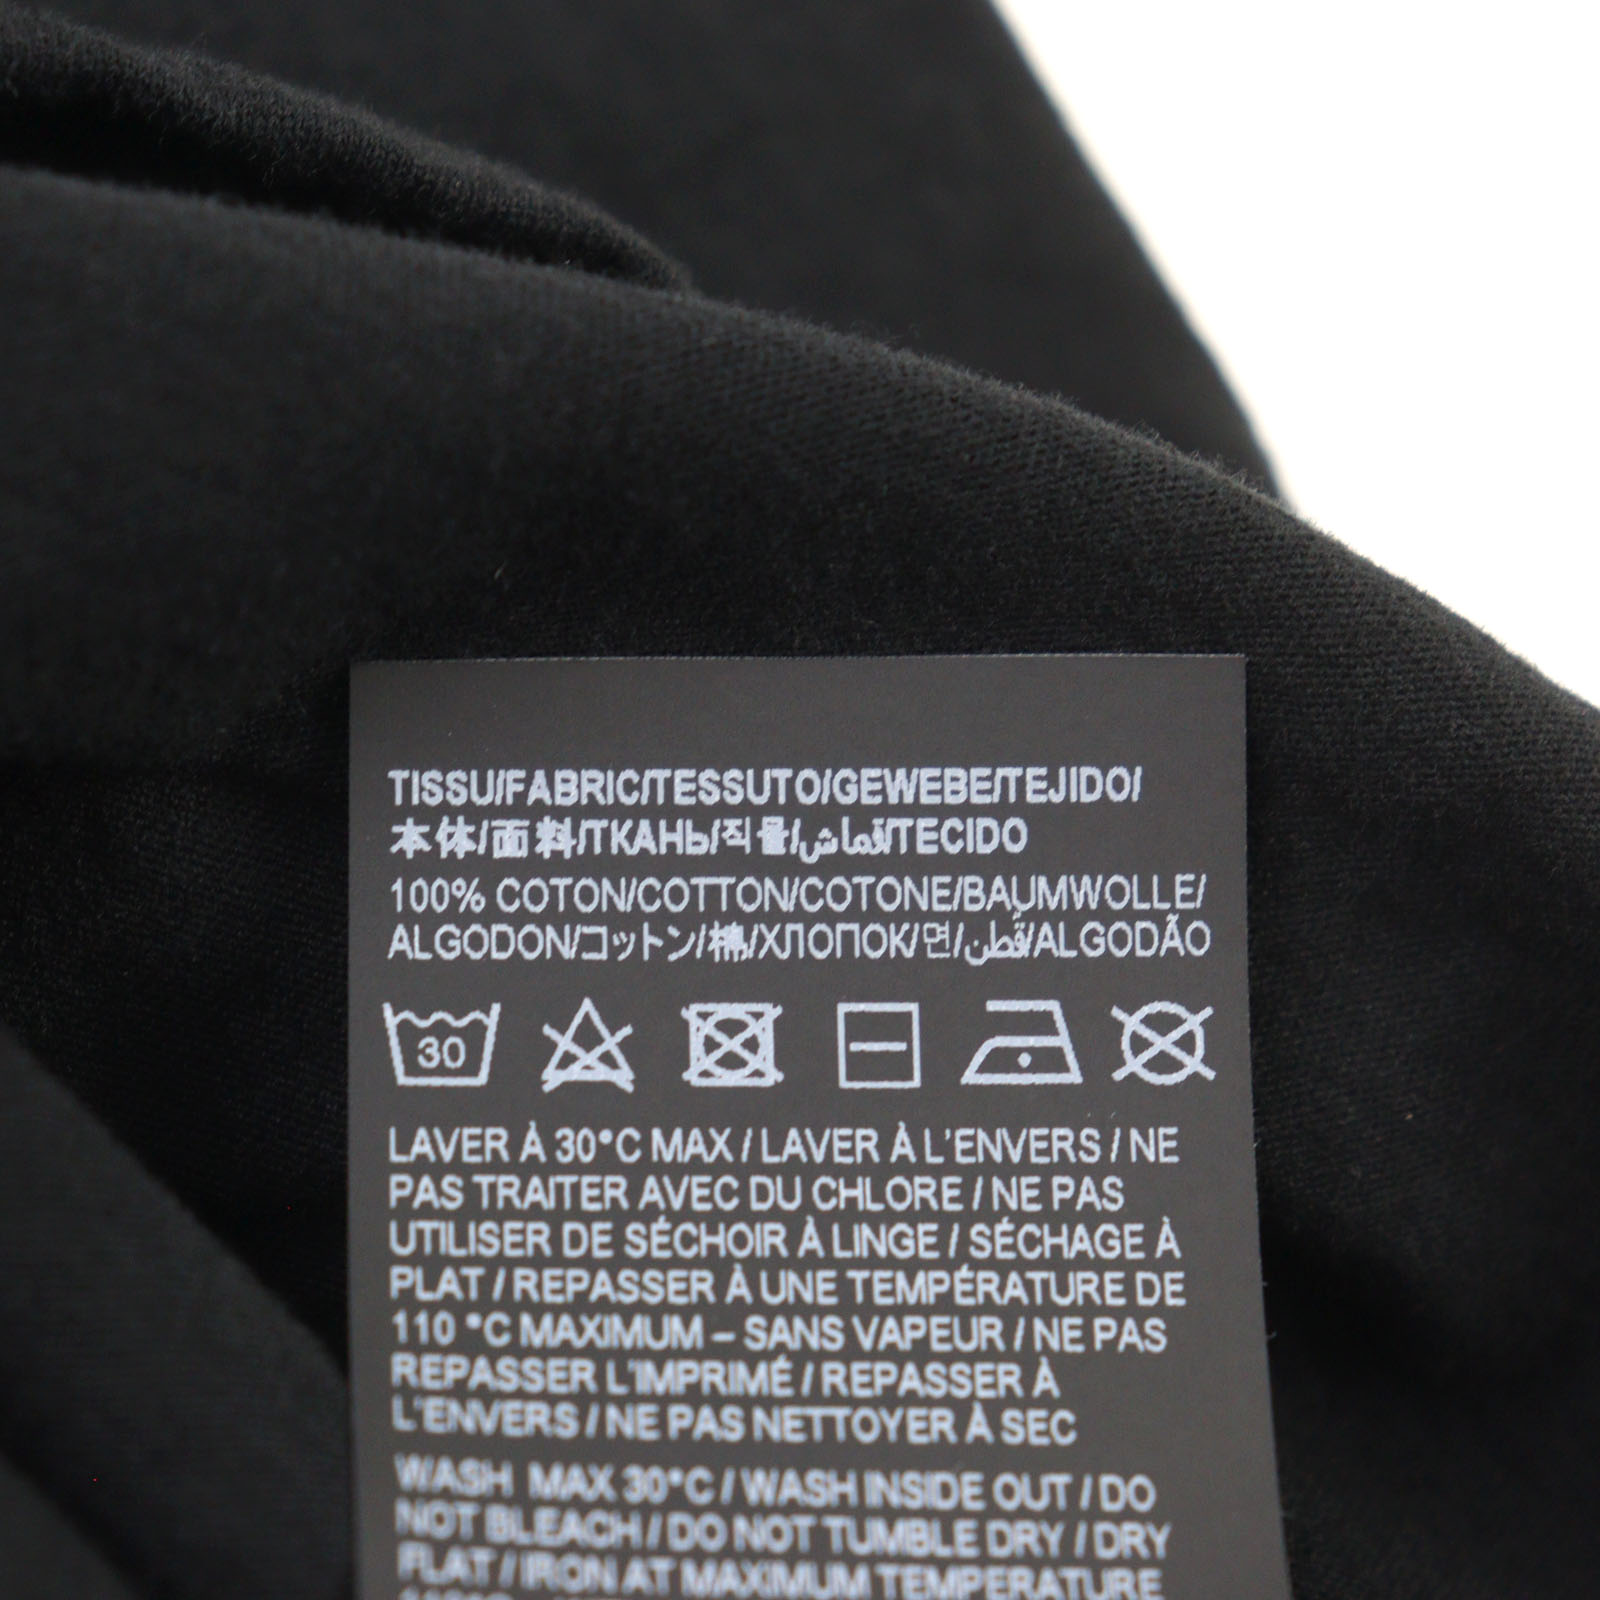 TISSU/FABRIC/TESSUTO/GEWEBE/TEJIDO/
本体/面料/ТКАНЬ/직물/قماش/TECIDO
100% COTON/COTTON/COTONE/BAUMWOLLE/
ALGODON/コットン/棉/ХЛОПОК/면/قُطن/ALGODÃO
30
LAVER À 30°C MAX / LAVER À L'ENVERS / NE
PAS TRAITER AVEC DU CHLORE / NE PAS
UTILISER DE SÉCHOIR À LINGE / SÉCHAGE À
PLAT / REPASSER À UNE TEMPÉRATURE DE
110 °C MAXIMUM – SANS VAPEUR / NE PAS
REPASSER L'IMPRIMÉ / REPASSER À
L'ENVERS / NE PAS NETTOYER À SEC
WASH MAX 30°C / WASH INSIDE OUT / DO
NOT BLEACH / DO NOT TUMBLE DRY / DRY
FLAT / IRON AT MAXIMUM TEMPERATURE